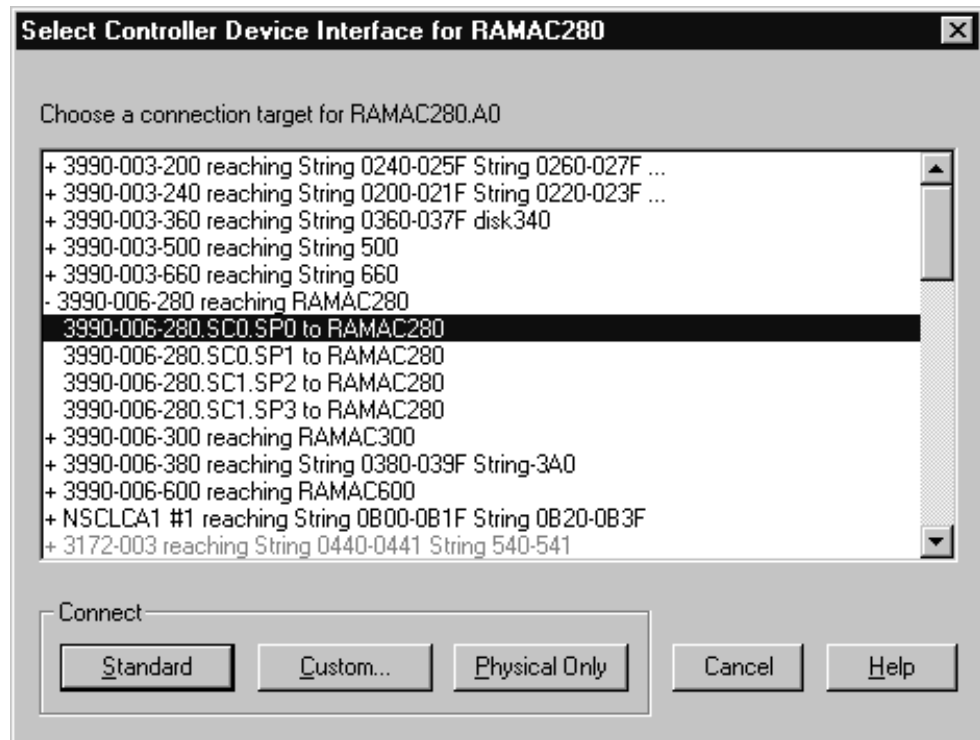 Select Controller Device Interface for RAMAC280
Choose a connection target for RAMAC280.A0
+ 3990-003-200 reaching String 0240-025F String 0260-027F ...
+ 3990-003-240 reaching String 0200-021F String 0220-023F ...
+ 3990-003-360 reaching String 0360-037F disk340
+ 3990-003-500 reaching String 500
+ 3990-003-660 reaching String 660
- 3990-006-280 reaching RAMAC280
3990-006-280.SC0.SP0 to RAMAC280
3990-006-280.SC0.SP1 to RAMAC280
3990-006-280.SC1.SP2 to RAMAC280
3990-006-280.SC1.SP3 to RAMAC280
+ 3990-006-300 reaching RAMAC300
+ 3990-006-380 reaching String 0380-039F String-3A0
+ 3990-006-600 reaching RAMAC600
+ NSCLCA1 #1 reaching String 0B00-0B1F String 0B20-0B3F
+ 3172-003 reaching String 0440-0441 String 540-541
Connect
Standard Custom... Physical Only Cancel Help